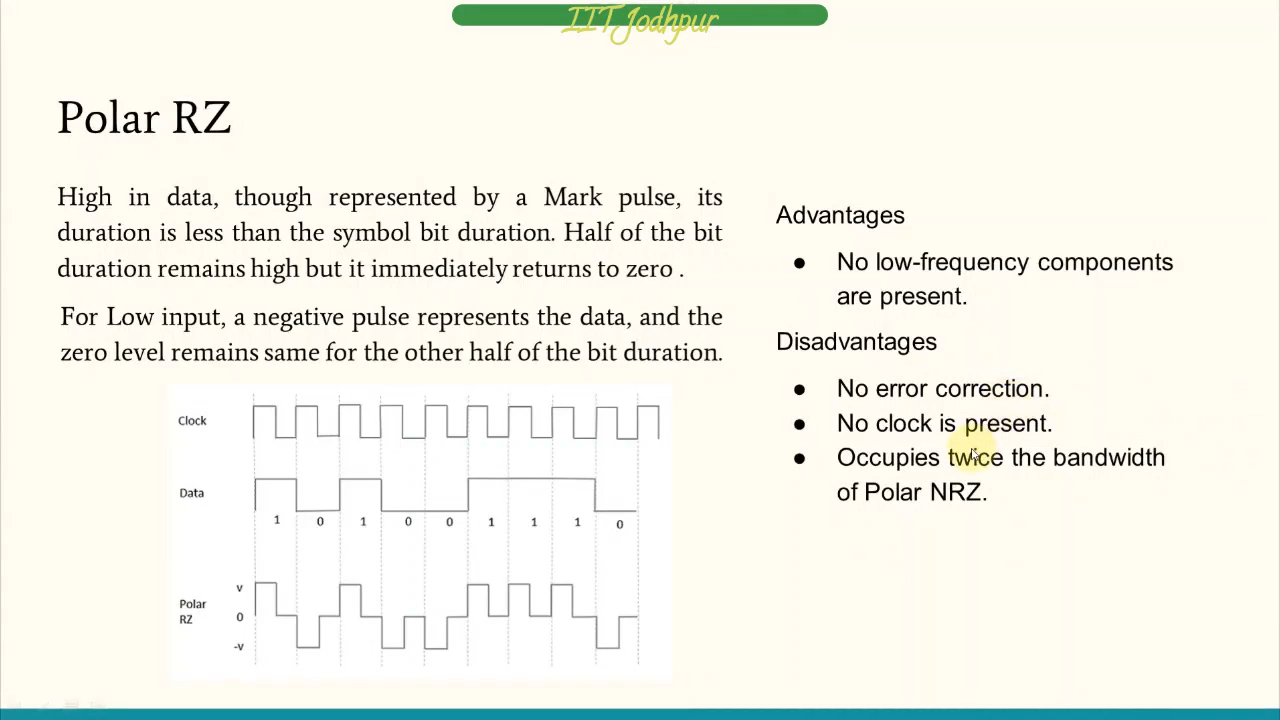 IIT Jodhpur
Polar RZ
High in data, though represented by a Mark pulse, its
duration is less than the symbol bit duration. Half of the bit
duration remains high but it immediately returns to zero .
For Low input, a negative pulse represents the data, and the
zero level remains same for the other half of the bit duration.
Clock
Data
1 0 1 0 0 1 1 1 0
Polar
RZ
v
0
-v
Advantages
● No low-frequency components
are present.
Disadvantages
● No error correction.
● No clock is present.
● Occupies twice the bandwidth
of Polar NRZ.